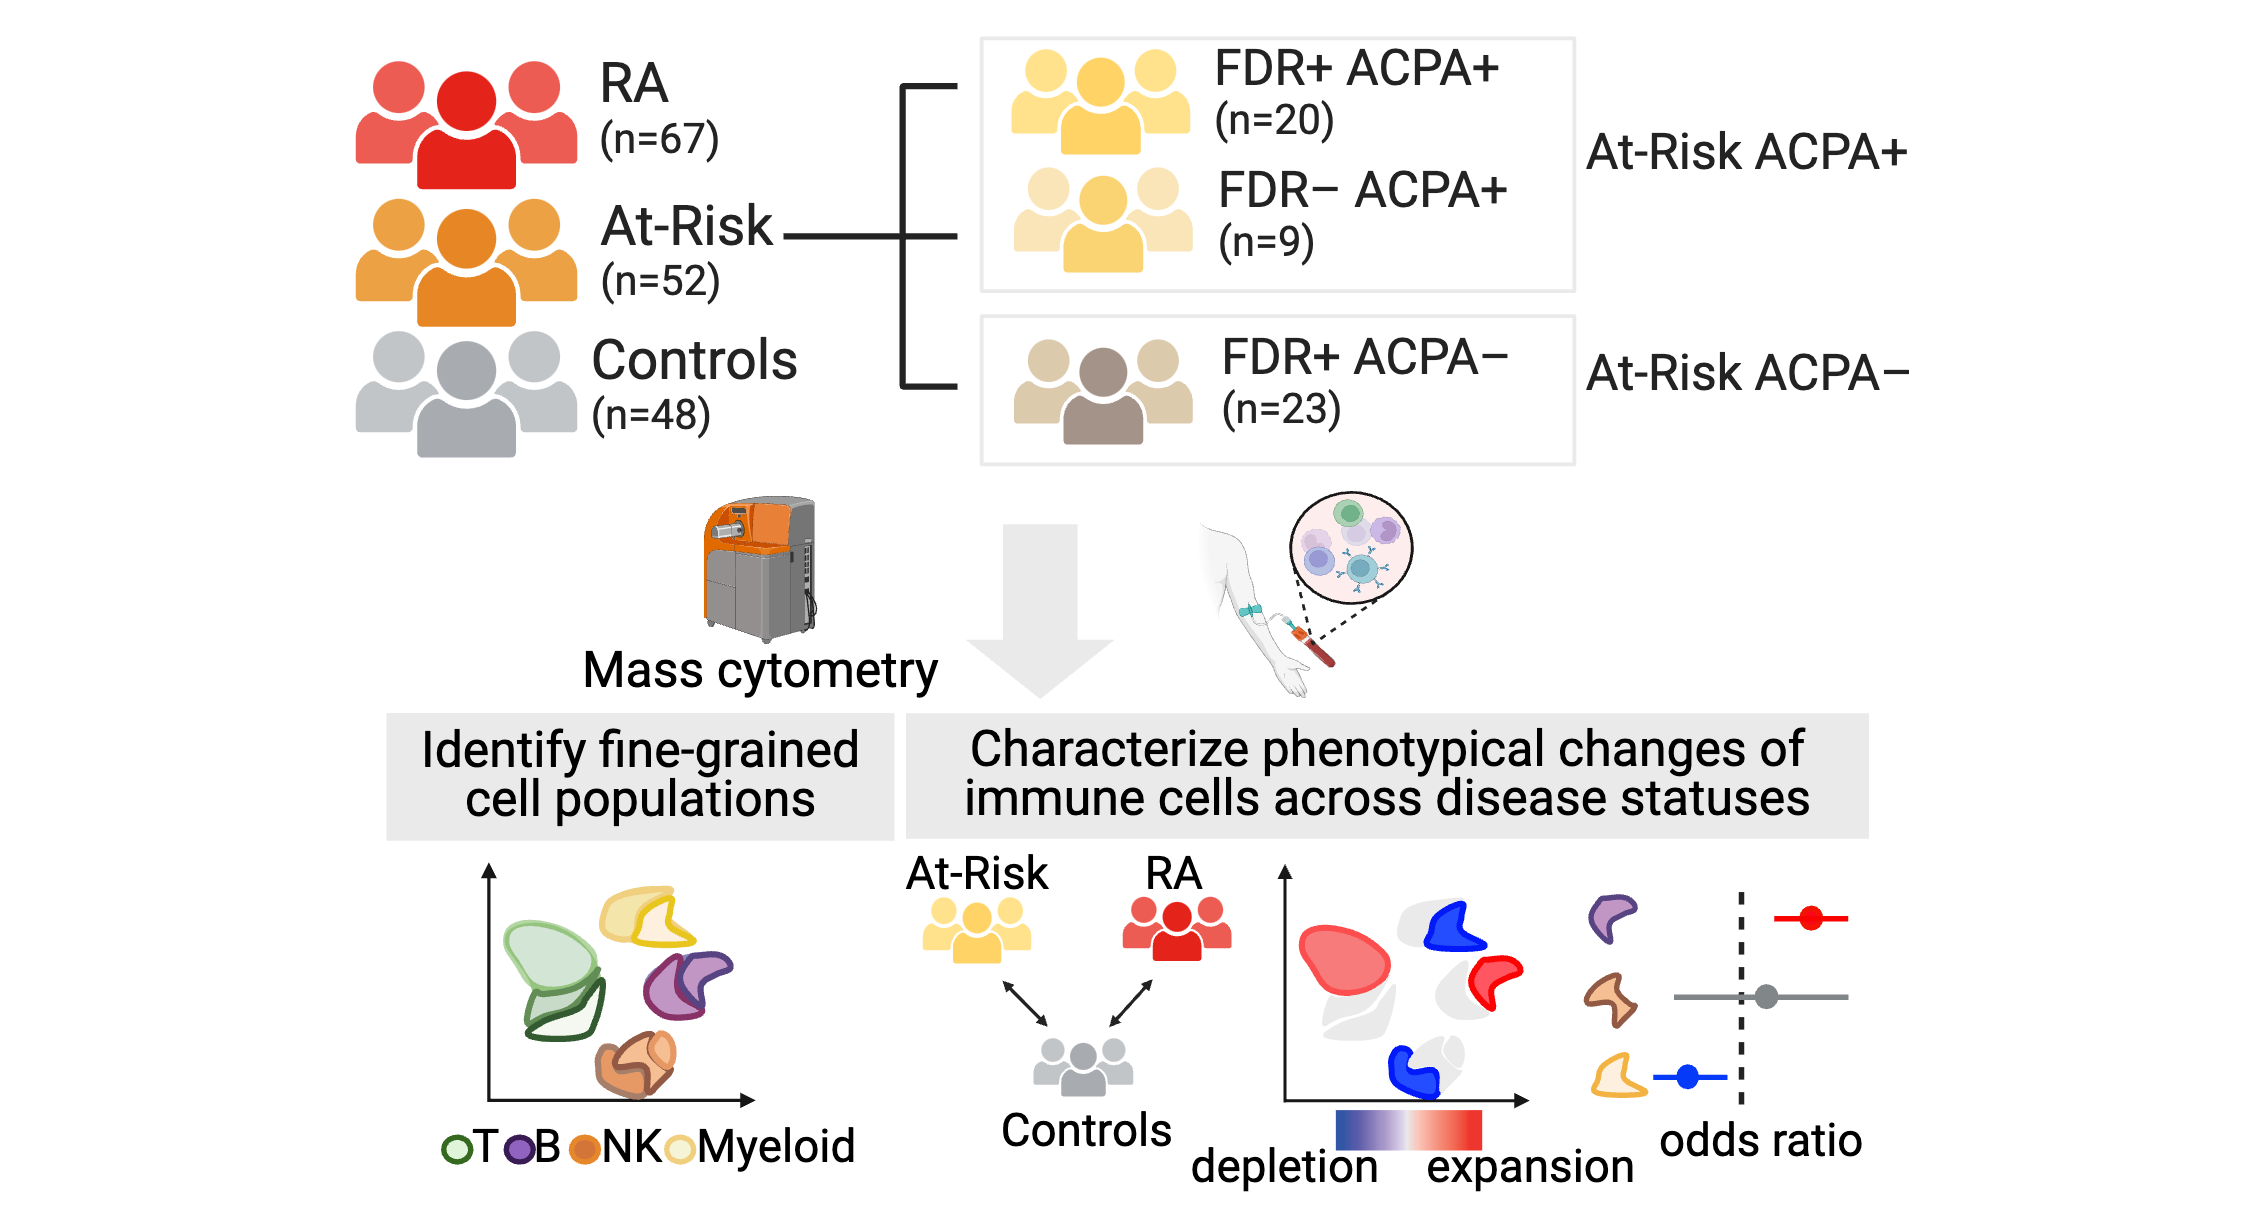 RA
(n=67)
At-Risk
(n=52)
Controls
(n=48)
FDR+ ACPA+
(n=20)
FDR– ACPA+
(n=9)
At-Risk ACPA+
FDR+ ACPA–
(n=23)
At-Risk ACPA–
Mass cytometry
Identify fine-grained
cell populations
Characterize phenotypical changes of
immune cells across disease statuses
At-Risk
RA
Controls
T B NK Myeloid
depletion
expansion
odds ratio